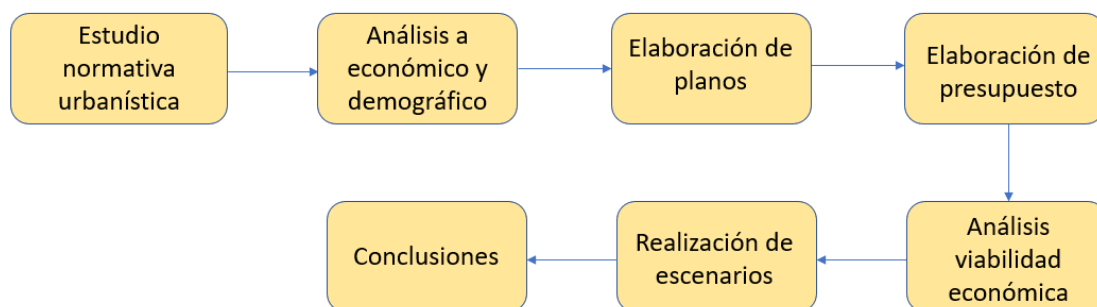 Estudio
normativa
urbanística
Análisis a
económico y
demográfico
Elaboración de
planos
Elaboración de
presupuesto
Análisis
viabilidad
económica
Realización de
escenarios
Conclusiones